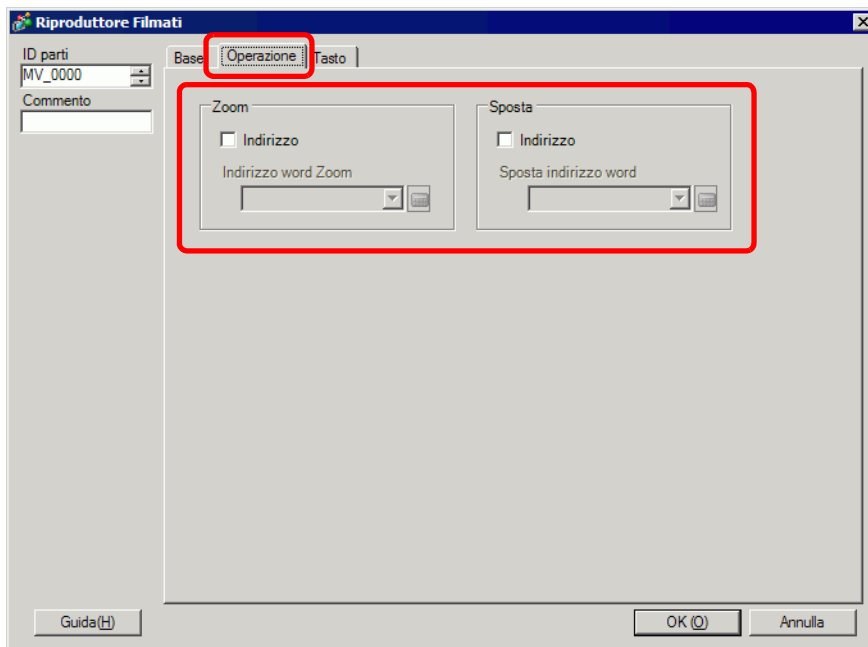 Riproduttore Filmati
ID parti
MV_0000
Commento
Base Operazione Tasto
Zoom
Indirizzo
Indirizzo word Zoom
Sposta
Indirizzo
Sposta indirizzo word
Guida(H) OK (O) Annulla